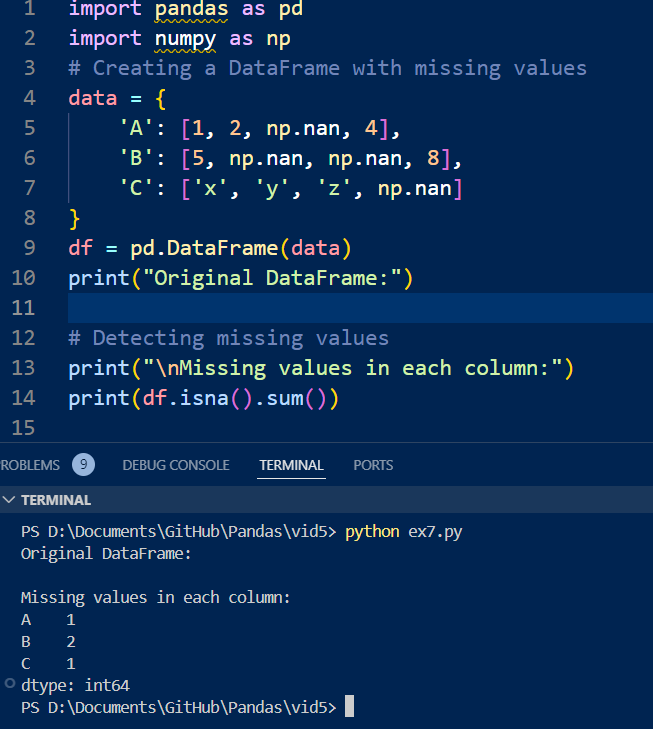 1 import pandas as pd
2 import numpy as np
3 # Creating a DataFrame with missing values
4 data = {
5 'A': [1, 2, np.nan, 4],
6 'B': [5, np.nan, np.nan, 8],
7 'C': ['x', 'y', 'z', np.nan]
8 }
9 df = pd.DataFrame(data)
10 print("Original DataFrame:")
11
12 # Detecting missing values
13 print("\nMissing values in each column:")
14 print(df.isna().sum())
15
ROBLEMS 9 DEBUG CONSOLE TERMINAL PORTS
TERMINAL
PS D:\Documents\GitHub\Pandas\vid5> python ex7.py
Original DataFrame:
Missing values in each column:
A 1
B 2
C 1
dtype: int64
PS D:\Documents\GitHub\Pandas\vid5>